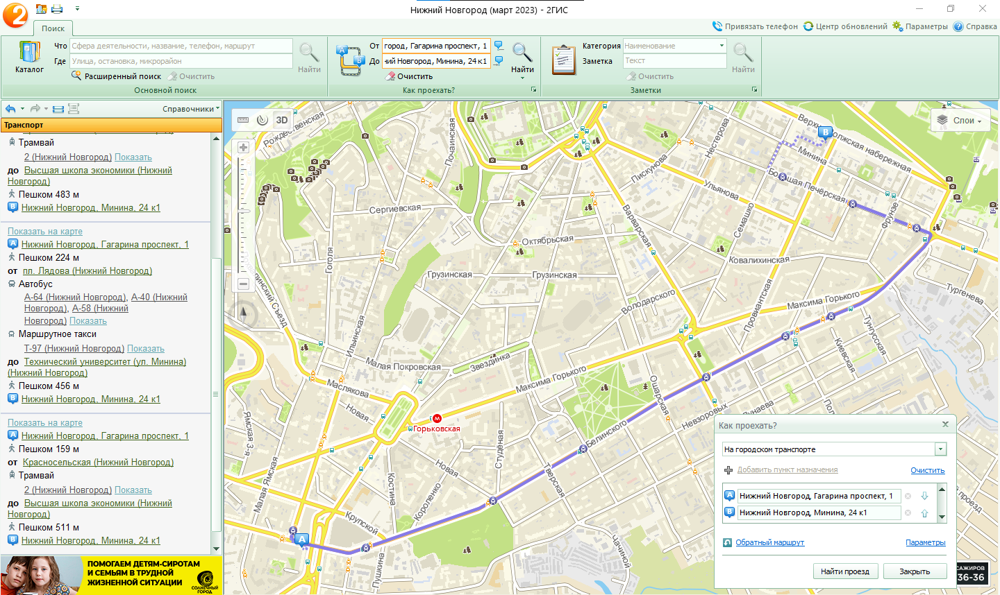 Нижний Новгород (март 2023) - 2ГИС
Поиск
Привязать телефон
Центр обновлений
Параметры
Справка
Каталог
Что
Сфера деятельности, название, телефон, маршрут
Где
Улица, остановка, микрорайон
Расширенный поиск
Очистить
Найти
Основной поиск
От
город, Гагарина проспект, 1
До
ий Новгород, Минина, 24 к1
Очистить
Найти
Как проехать?
Категория
Наименование
Заметка
Текст
Очистить
Найти
Заметки
Справочники
Транспорт
Трамвай
2 (Нижний Новгород) Показать
до Высшая школа экономики (Нижний
Новгород)
Пешком 483 м
B Нижний Новгород, Минина, 24 к1
Показать на карте
A Нижний Новгород, Гагарина проспект, 1
Пешком 224 м
от пл. Лядова (Нижний Новгород)
Автобус
А-64 (Нижний Новгород), А-40 (Нижний
Новгород), А-58 (Нижний
Новгород) Показать
Маршрутное такси
Т-97 (Нижний Новгород) Показать
до Технический университет (ул. Минина)
(Нижний Новгород)
Пешком 456 м
B Нижний Новгород, Минина, 24 к1
Показать на карте
A Нижний Новгород, Гагарина проспект, 1
Пешком 159 м
от Красносельская (Нижний Новгород)
Трамвай
2 (Нижний Новгород) Показать
до Высшая школа экономики (Нижний
Новгород)
Пешком 511 м
B Нижний Новгород, Минина, 24 к1
ПОМОГАЕМ ДЕТЯМ-СИРОТАМ
И СЕМЬЯМ В ТРУДНОЙ
ЖИЗНЕННОЙ СИТУАЦИИ
СОЛНЕЧНЫЙ
ГОРОД
3D
Слои
Рождественская
Почаинская
Нестерова
Верхневолжская набережная
B
Минина
Пискунова
Большая Печёрская
Ульянова
Сергиевская
Варварская
Семашко
Фрунзе
Октябрьская
Гоголя
Ковалихинская
Грузинская
Грузинская
Тургенева
Володарского
Максима Горького
Провиантская
Ильинская
Тунгусская
Киевская
Малая Покровская
Звездинка
Максима Горького
Маслякова
Ошарская
Новая
Невзоровых
Ямская 3-я
М
Горьковская
Белинского
Студеная
Малая Ямская
Новая
Тверская
Костина
Короленко
Крупской
A
Пушкина
Чачиной
Как проехать?
На городском транспорте
Добавить пункт назначения
Очистить
A Нижний Новгород, Гагарина проспект, 1
B Нижний Новгород, Минина, 24 к1
Обратный маршрут
Параметры
Найти проезд
Закрыть
САЖИРОВ
36-36